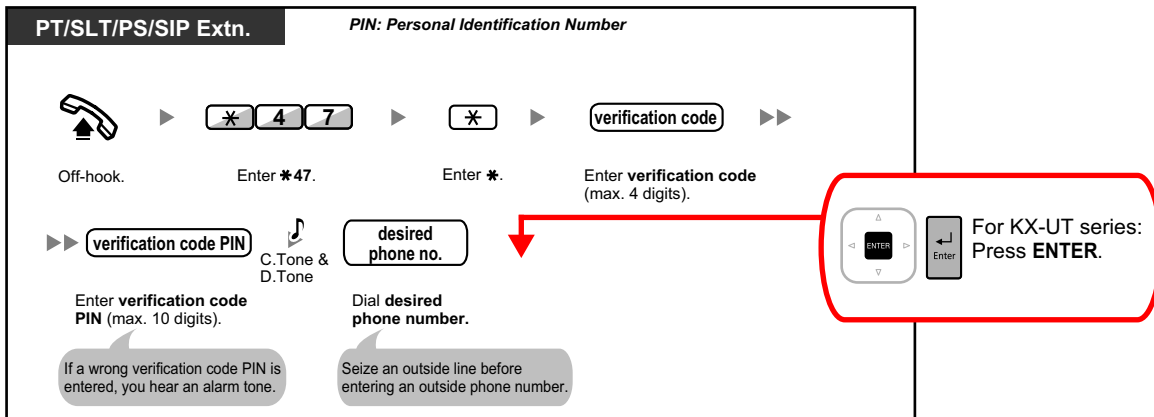 PT/SLT/PS/SIP Extn.
PIN: Personal Identification Number
✱ 4 7
✱
verification code
Off-hook.
Enter ✱47.
Enter ✱.
Enter verification code
(max. 4 digits).
verification code PIN
C.Tone &
D.Tone
desired
phone no.
Enter verification code
PIN (max. 10 digits).
Dial desired
phone number.
If a wrong verification code PIN is
entered, you hear an alarm tone.
Seize an outside line before
entering an outside phone number.
ENTER
Enter
For KX-UT series:
Press ENTER.